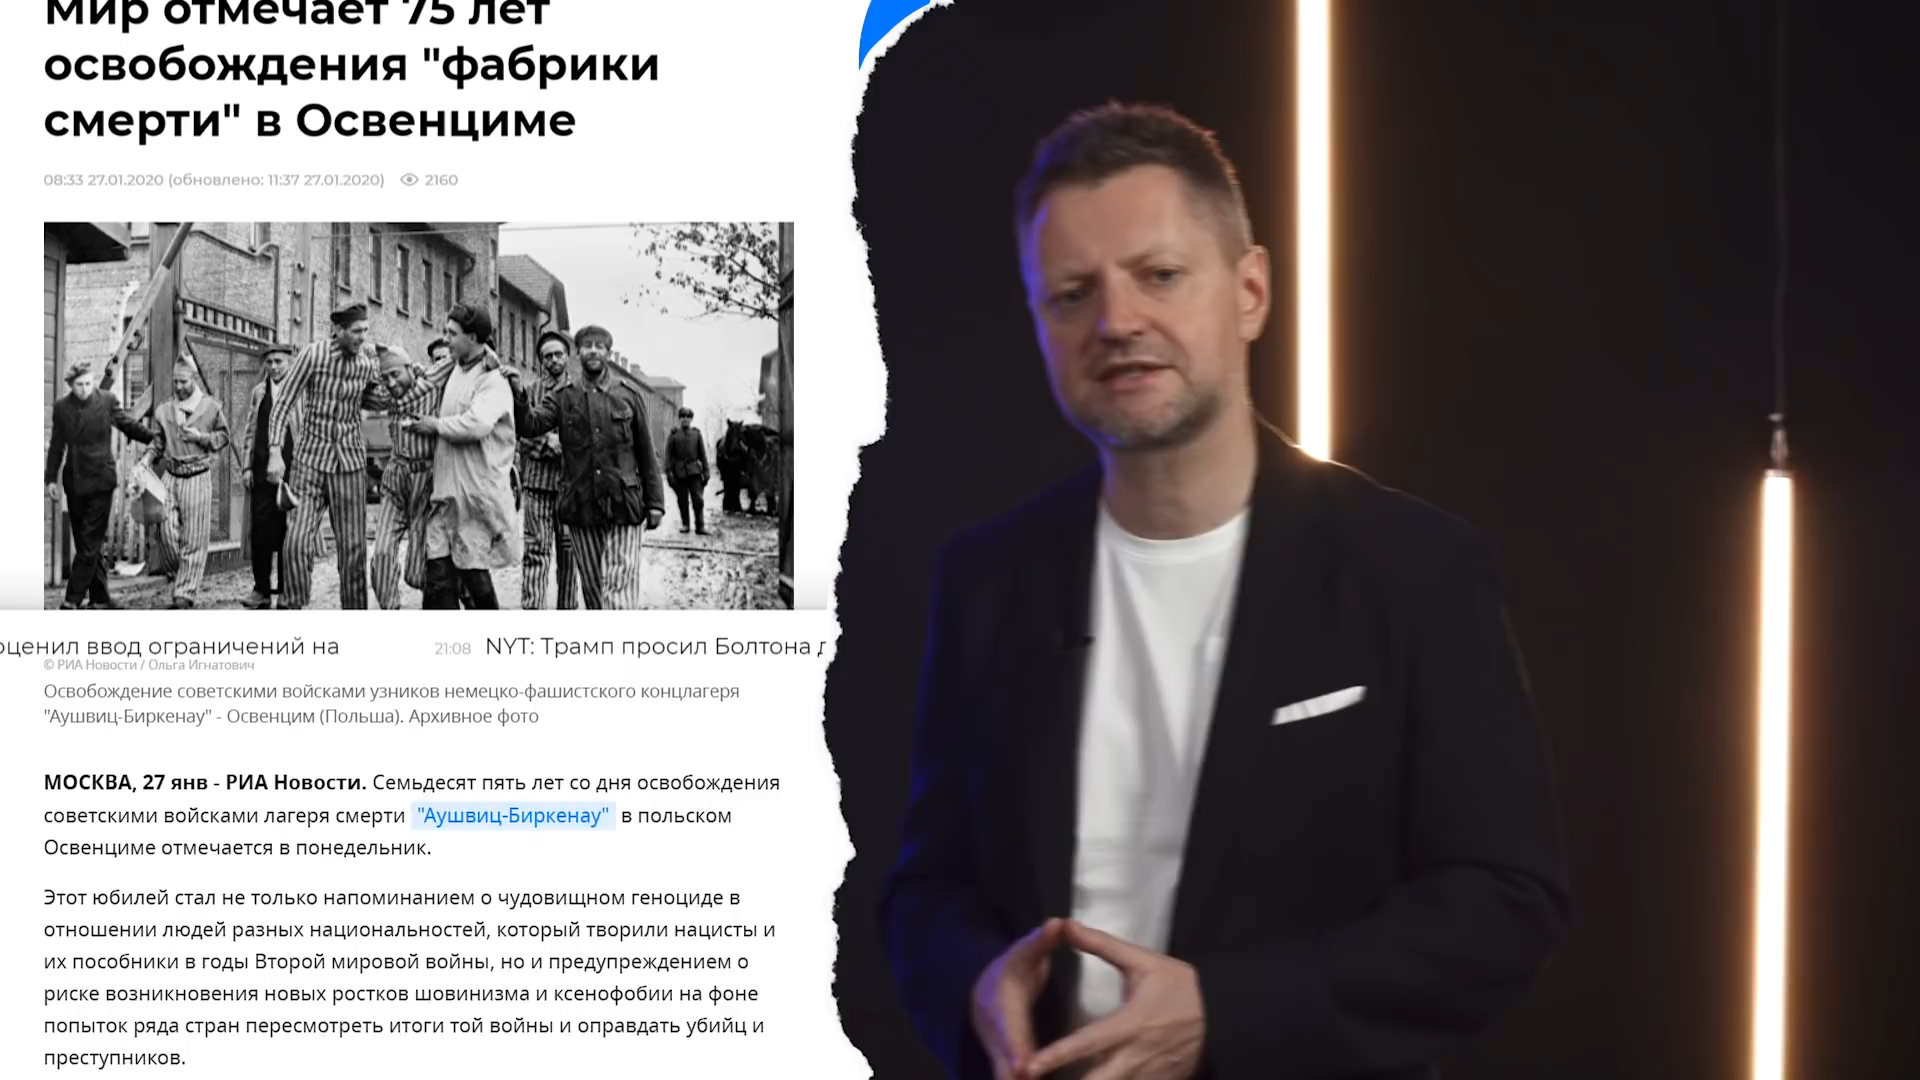 Мир отмечает 75 лет
освобождения "фабрики
смерти" в Освенциме
08:33 27.01.2020 (обновлено: 11:37 27.01.2020) 2160
оценил ввод ограничений на
21:08 NYT: Трамп просил Болтона
© РИА Новости / Ольга Игнатович
Освобождение советскими войсками узников немецко-фашистского концлагеря
"Аушвиц-Биркенау" - Освенцим (Польша). Архивное фото
МОСКВА, 27 янв - РИА Новости. Семьдесят пять лет со дня освобождения
советскими войсками лагеря смерти "Аушвиц-Биркенау" в польском
Освенциме отмечается в понедельник.
Этот юбилей стал не только напоминанием о чудовищном геноциде в
отношении людей разных национальностей, который творили нацисты и
их пособники в годы Второй мировой войны, но и предупреждением о
риске возникновения новых ростков шовинизма и ксенофобии на фоне
попыток ряда стран пересмотреть итоги той войны и оправдать убийц и
преступников.